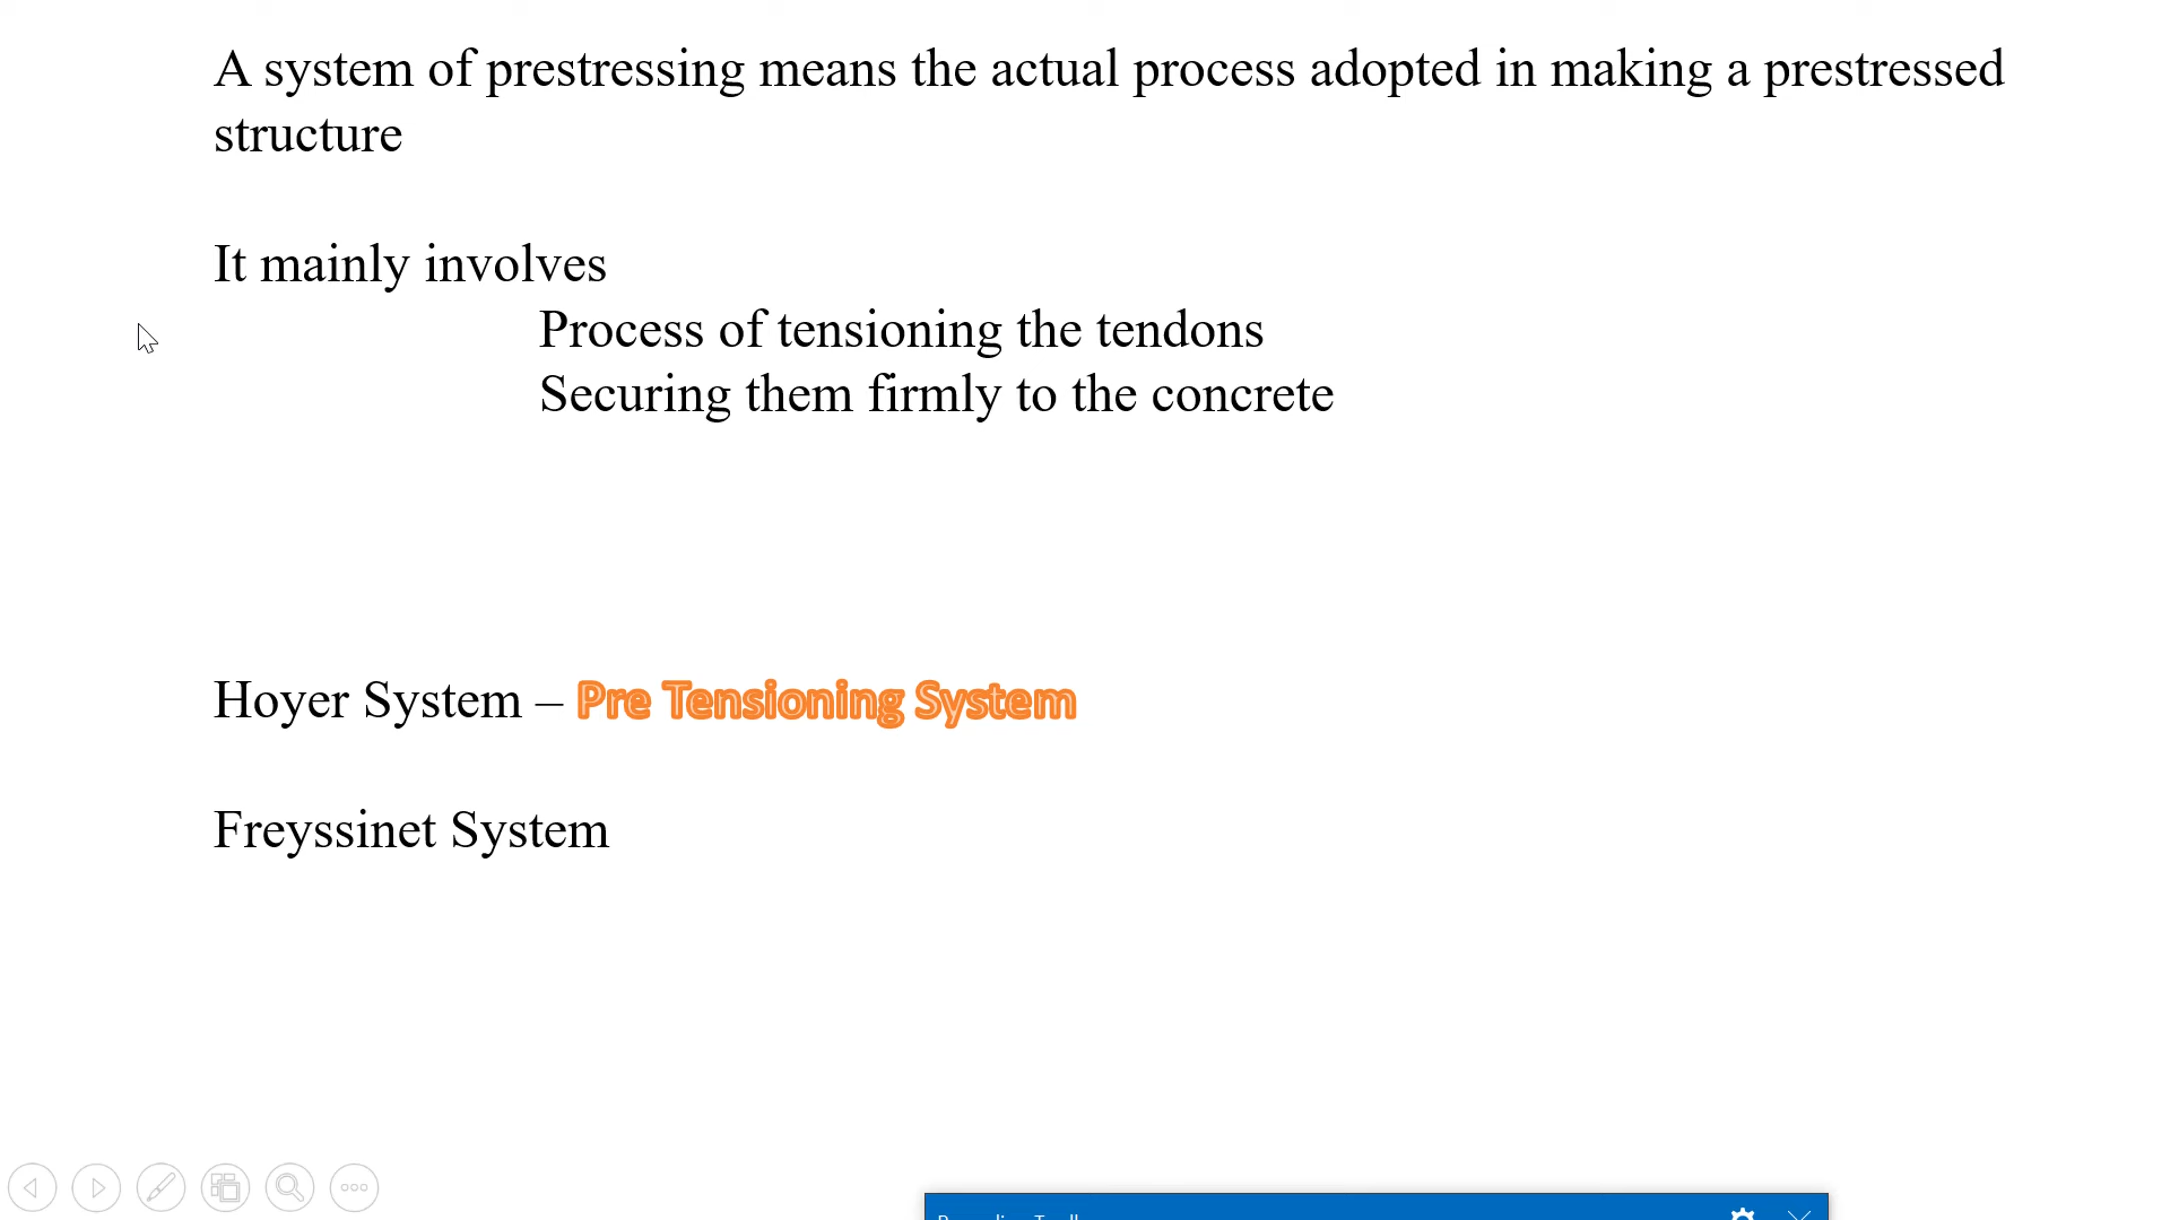 A system of prestressing means the actual process adopted in making a prestressed
structure
It mainly involves
Process of tensioning the tendons
Securing them firmly to the concrete
Hoyer System – Pre Tensioning System
Freyssinet System